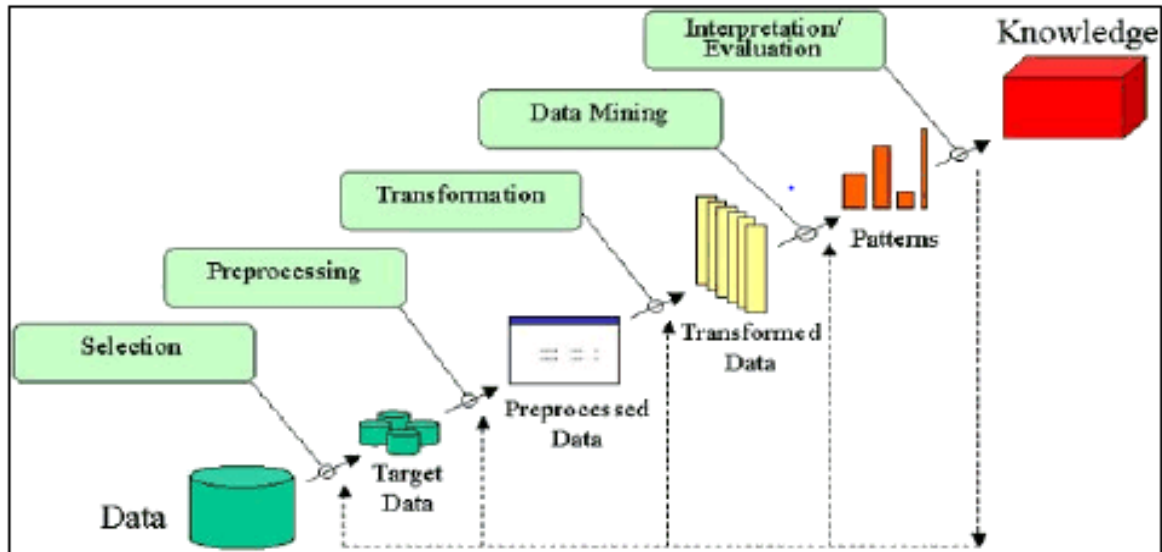 Interpretation/
Evaluation
Knowledge
Data Mining
Transformation
Patterns
Preprocessing
Transformed
Data
Selection
Preprocessed
Data
Target
Data
Data